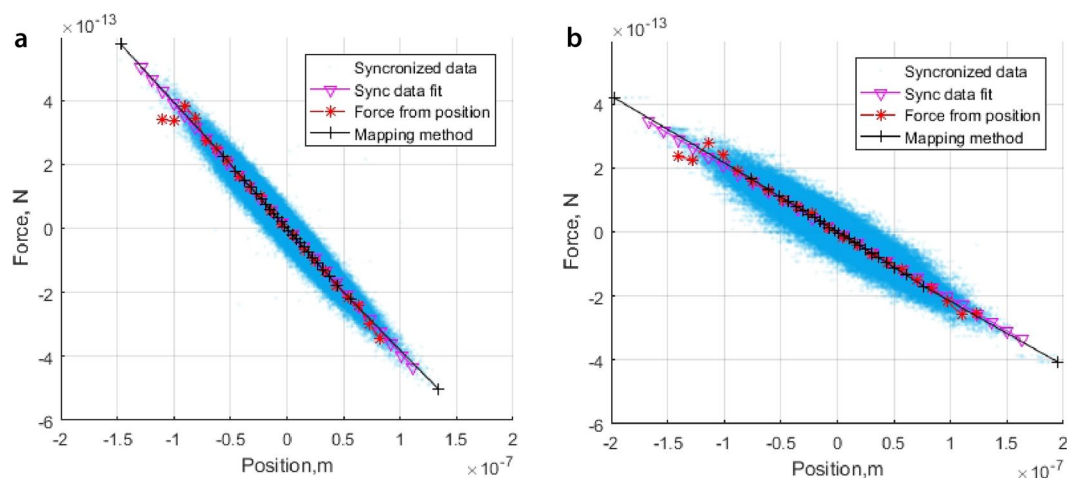 a
× 10-13
Syncronized data
Sync data fit
Force from position
Mapping method
Force, N
4
2
0
-2
-4
-6
-2
-1.5
-1
-0.5
0
0.5
1
1.5
2
Position,m
× 10-7
b
× 10-13
Syncronized data
Sync data fit
Force from position
Mapping method
Force, N
4
2
0
-2
-4
-6
-2
-1.5
-1
-0.5
0
0.5
1
1.5
2
Position,m
× 10-7